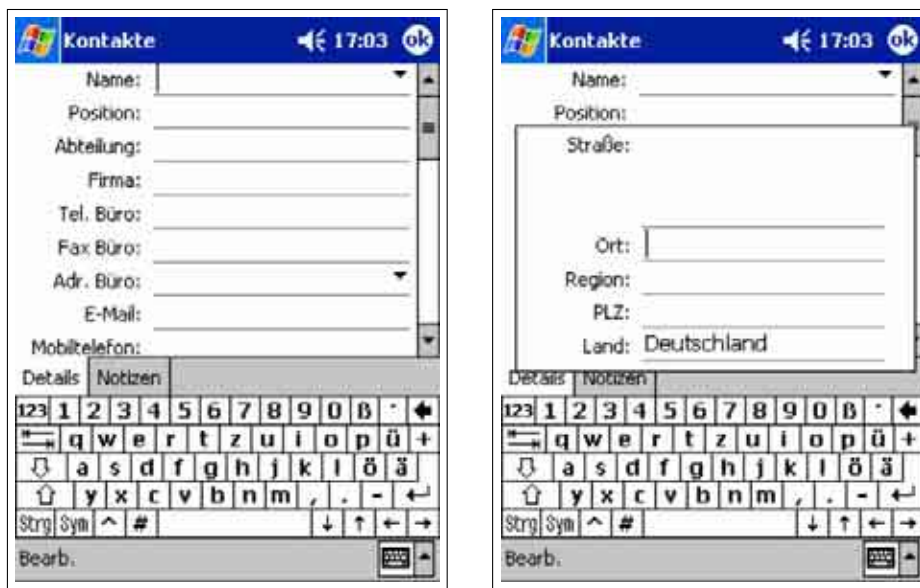 Kontakte 17:03 ok
Name:
Position:
Abteilung:
Firma:
Tel. Büro:
Fax Büro:
Adr. Büro:
E-Mail:
Mobiltelefon:
Details Notizen
123 1 2 3 4 5 6 7 8 9 0 ß ´
q w e r t z u i o p ü +
a s d f g h j k l ö ä
y x c v b n m , . -
Strg Sym ^ # ↓ ↑ ← →
Bearb.
Kontakte 17:03 ok
Name:
Position:
Straße:
Ort:
Region:
PLZ:
Land: Deutschland
Details Notizen
123 1 2 3 4 5 6 7 8 9 0 ß ´
q w e r t z u i o p ü +
a s d f g h j k l ö ä
y x c v b n m , . -
Strg Sym ^ # ↓ ↑ ← →
Bearb.